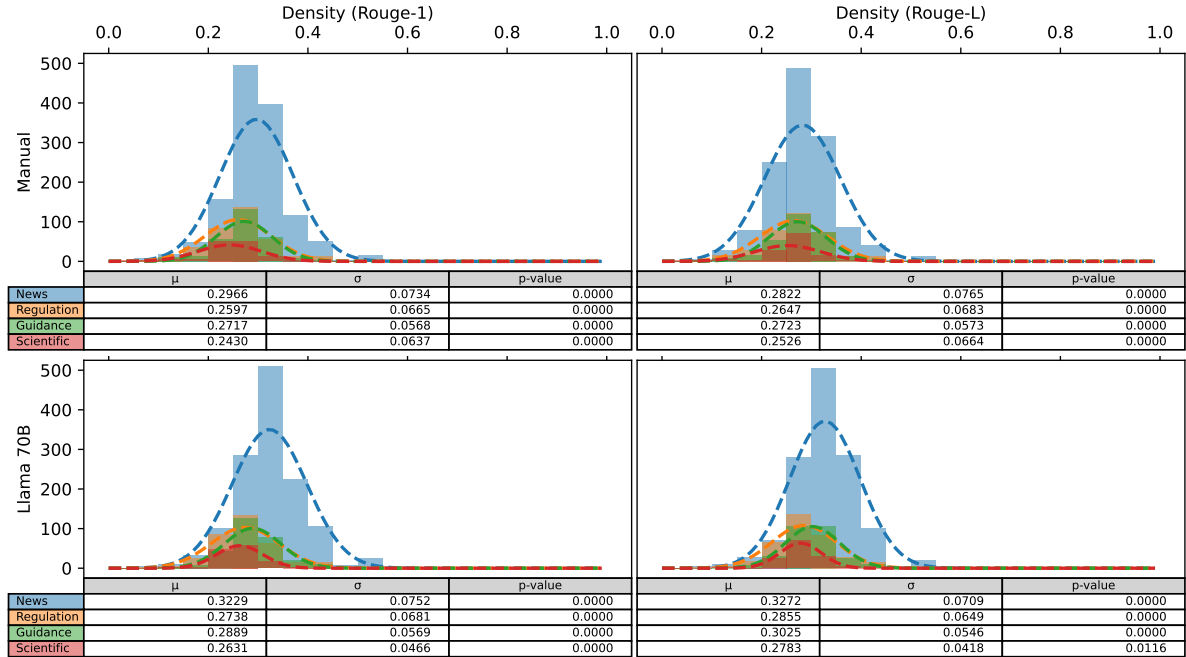 Density (Rouge-1) Density (Rouge-L)
0.0 0.2 0.4 0.6 0.8 1.0 0.0 0.2 0.4 0.6 0.8 1.0
Manual
500
400
300
200
100
0
μ σ p-value μ σ p-value
News 0.2966 0.0734 0.0000 0.2822 0.0765 0.0000
Regulation 0.2597 0.0665 0.0000 0.2647 0.0683 0.0000
Guidance 0.2717 0.0568 0.0000 0.2723 0.0573 0.0000
Scientific 0.2430 0.0637 0.0000 0.2526 0.0664 0.0000
Llama 70B
500
400
300
200
100
0
μ σ p-value μ σ p-value
News 0.3229 0.0752 0.0000 0.3272 0.0709 0.0000
Regulation 0.2738 0.0681 0.0000 0.2855 0.0649 0.0000
Guidance 0.2889 0.0569 0.0000 0.3025 0.0546 0.0000
Scientific 0.2631 0.0466 0.0000 0.2783 0.0418 0.0116